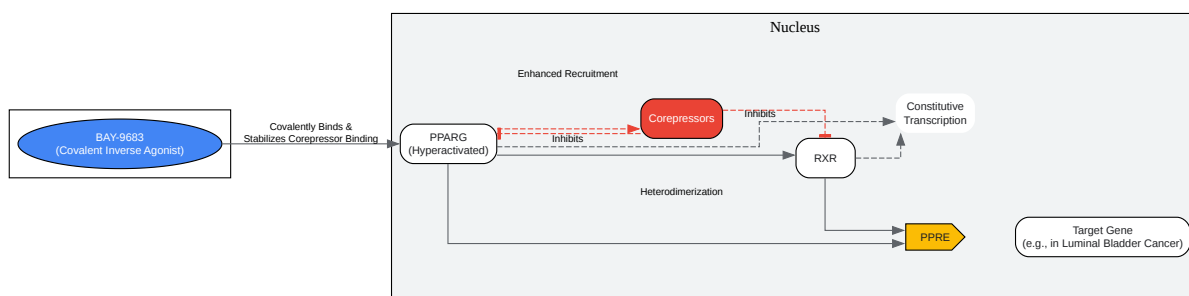 Nucleus
Enhanced Recruitment
BAY-9683
(Covalent Inverse Agonist)
Covalently Binds &
Stabilizes Corepressor Binding
PPARG
(Hyperactivated)
Corepressors
Inhibits
Inhibits
Constitutive
Transcription
RXR
Heterodimerization
PPRE
Target Gene
(e.g., in Luminal Bladder Cancer)